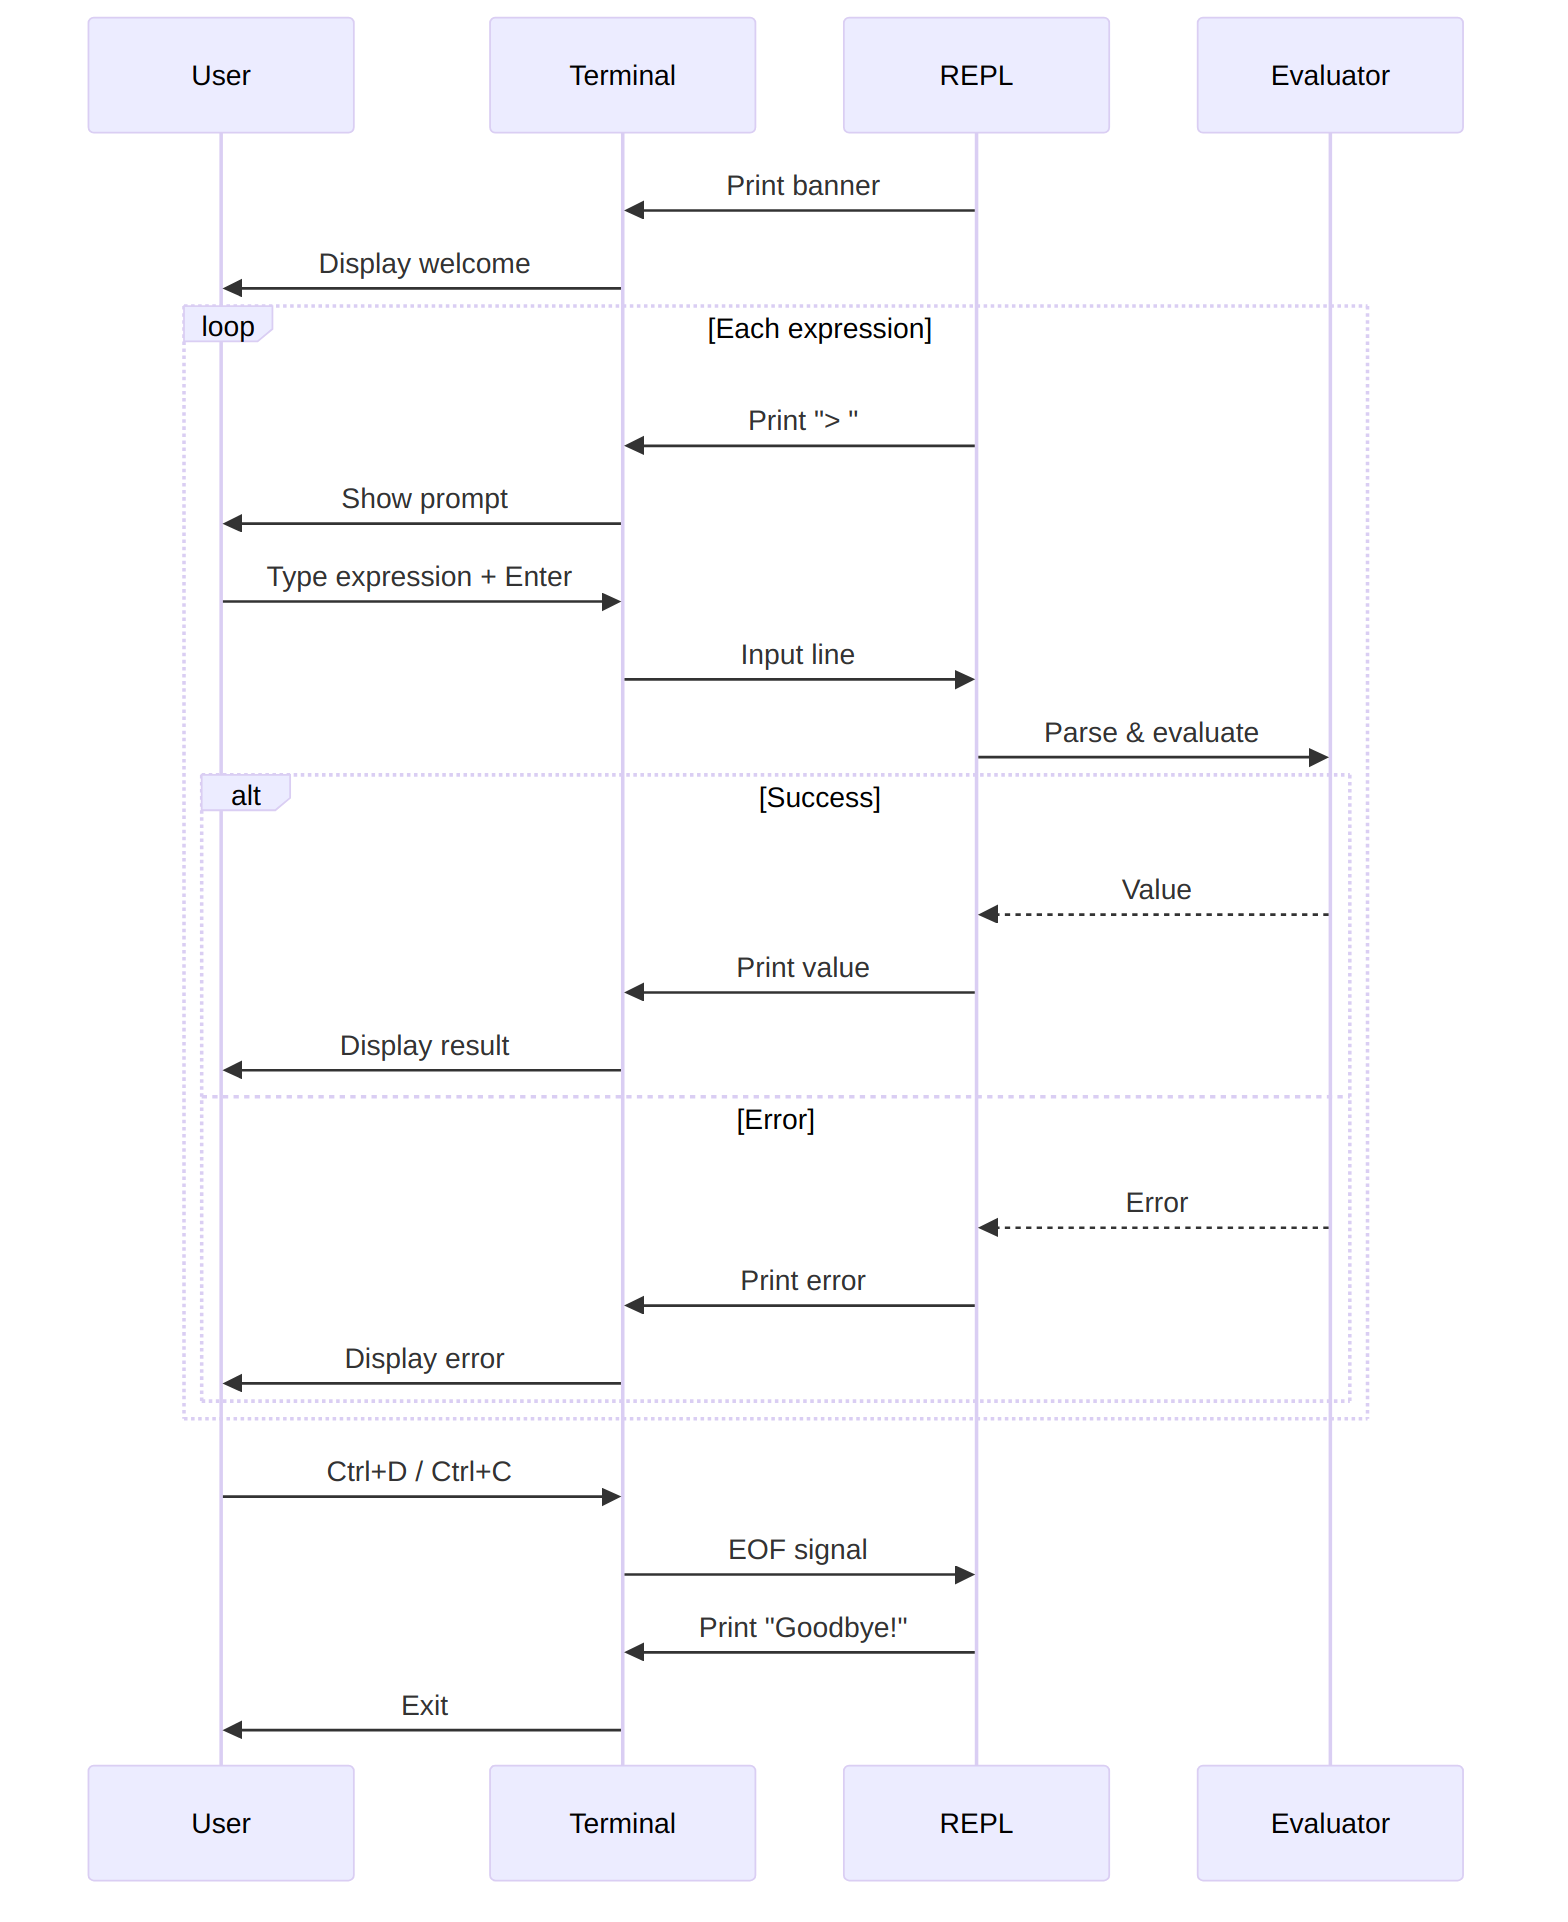 User
Terminal
REPL
Evaluator
Print banner
Display welcome
loop
[Each expression]
Print "> "
Show prompt
Type expression + Enter
Input line
Parse & evaluate
alt
[Success]
Value
Print value
Display result
[Error]
Error
Print error
Display error
Ctrl+D / Ctrl+C
EOF signal
Print "Goodbye!"
Exit
User
Terminal
REPL
Evaluator